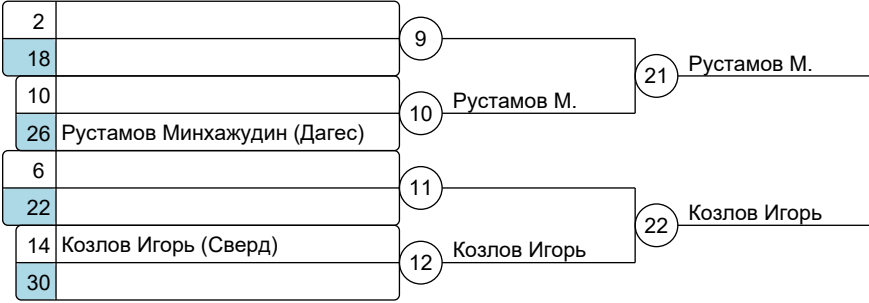 2
9
18
21
Рустамов М.
10
10
Рустамов М.
26
Рустамов Минхажудин (Дагес)
6
11
22
22
Козлов Игорь
14
Козлов Игорь (Сверд)
12
Козлов Игорь
30